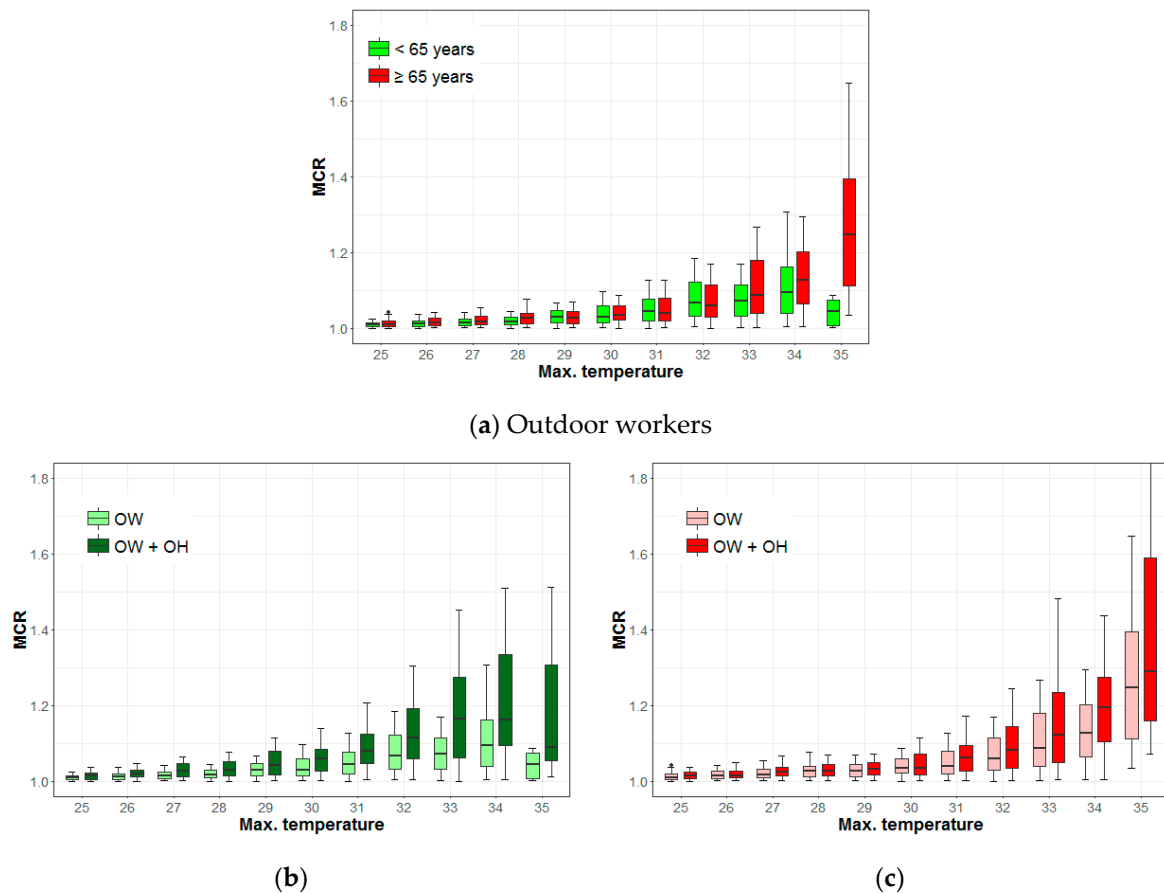 1.8
1.6
1.4
1.2
1.0
MCR
< 65 years
≥ 65 years
25 26 27 28 29 30 31 32 33 34 35
Max. temperature
(a) Outdoor workers
1.8
1.6
1.4
1.2
1.0
MCR
OW
OW + OH
25 26 27 28 29 30 31 32 33 34 35
Max. temperature
(b)
1.8
1.6
1.4
1.2
1.0
MCR
OW
OW + OH
25 26 27 28 29 30 31 32 33 34 35
Max. temperature
(c)